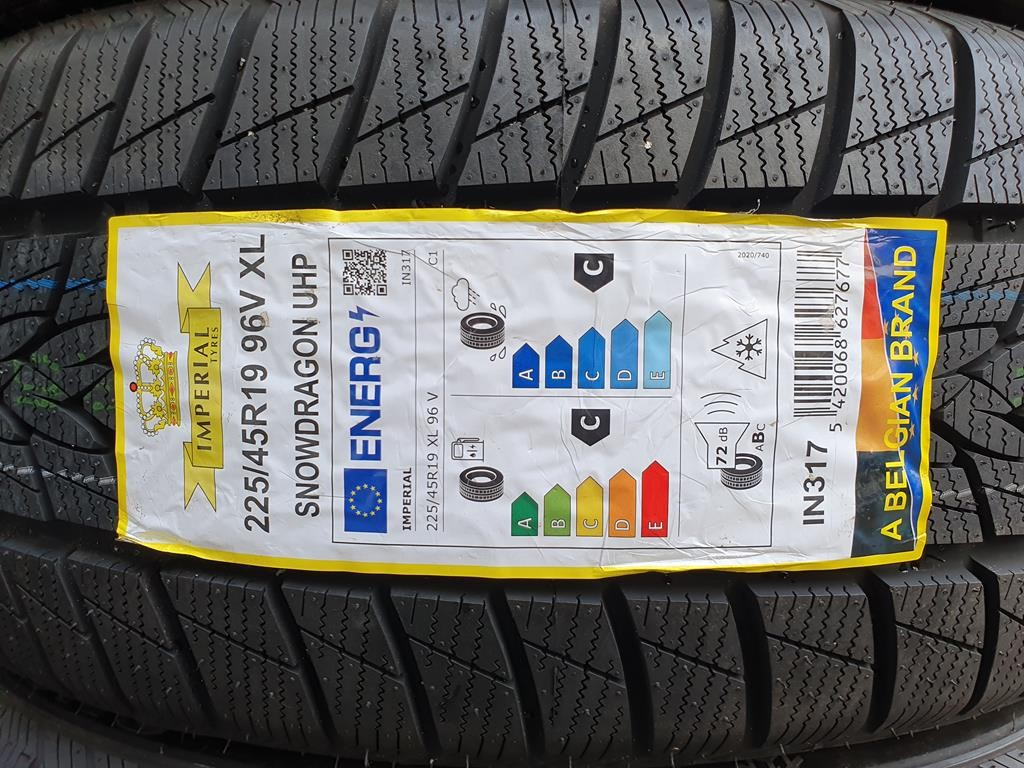 IMPERIAL
TYRES
225/45R19 96V XL
SNOWDRAGON UHP
ENERG
IMPERIAL
IN317
225/45R19 XL 96 V
C1
A
B
C
D
E
C
A
B
C
D
E
C
72 dB
ABC
2020/740
IN317
5 420068 627677
A BELGIAN BRAND